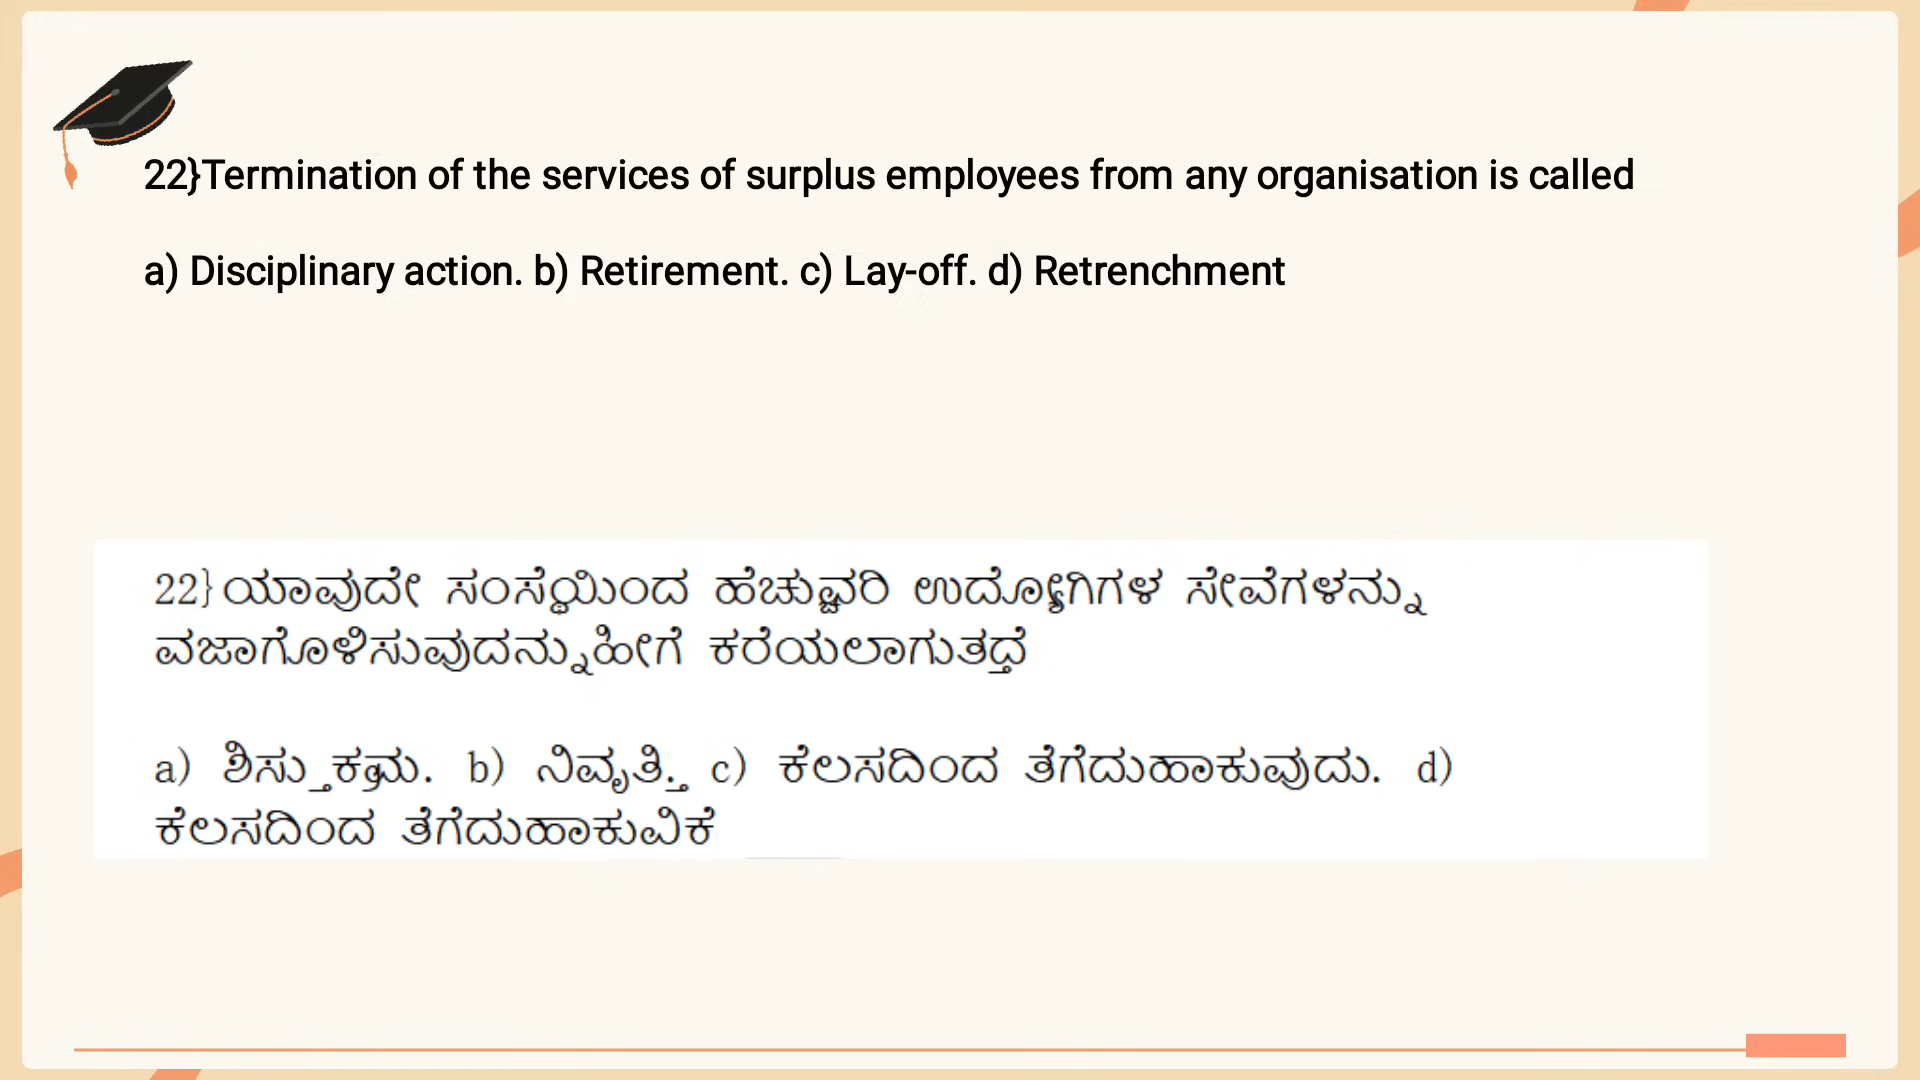 22}Termination of the services of surplus employees from any organisation is called
a) Disciplinary action. b) Retirement. c) Lay-off. d) Retrenchment
22}ಯಾವುದೇ ಸಂಸ್ಥೆಯಿಂದ ಹೆಚ್ಚುವರಿ ಉದ್ಯೋಗಿಗಳ ಸೇವೆಗಳನ್ನು
ವಜಾಗೊಳಿಸುವುದನ್ನುಹೀಗೆ ಕರೆಯಲಾಗುತ್ತದೆ
a) ಶಿಸ್ತುಕ್ರಮ. b) ನಿವೃತ್ತಿ. c) ಕೆಲಸದಿಂದ ತೆಗೆದುಹಾಕುವುದು. d)
ಕೆಲಸದಿಂದ ತೆಗೆದುಹಾಕುವಿಕೆ